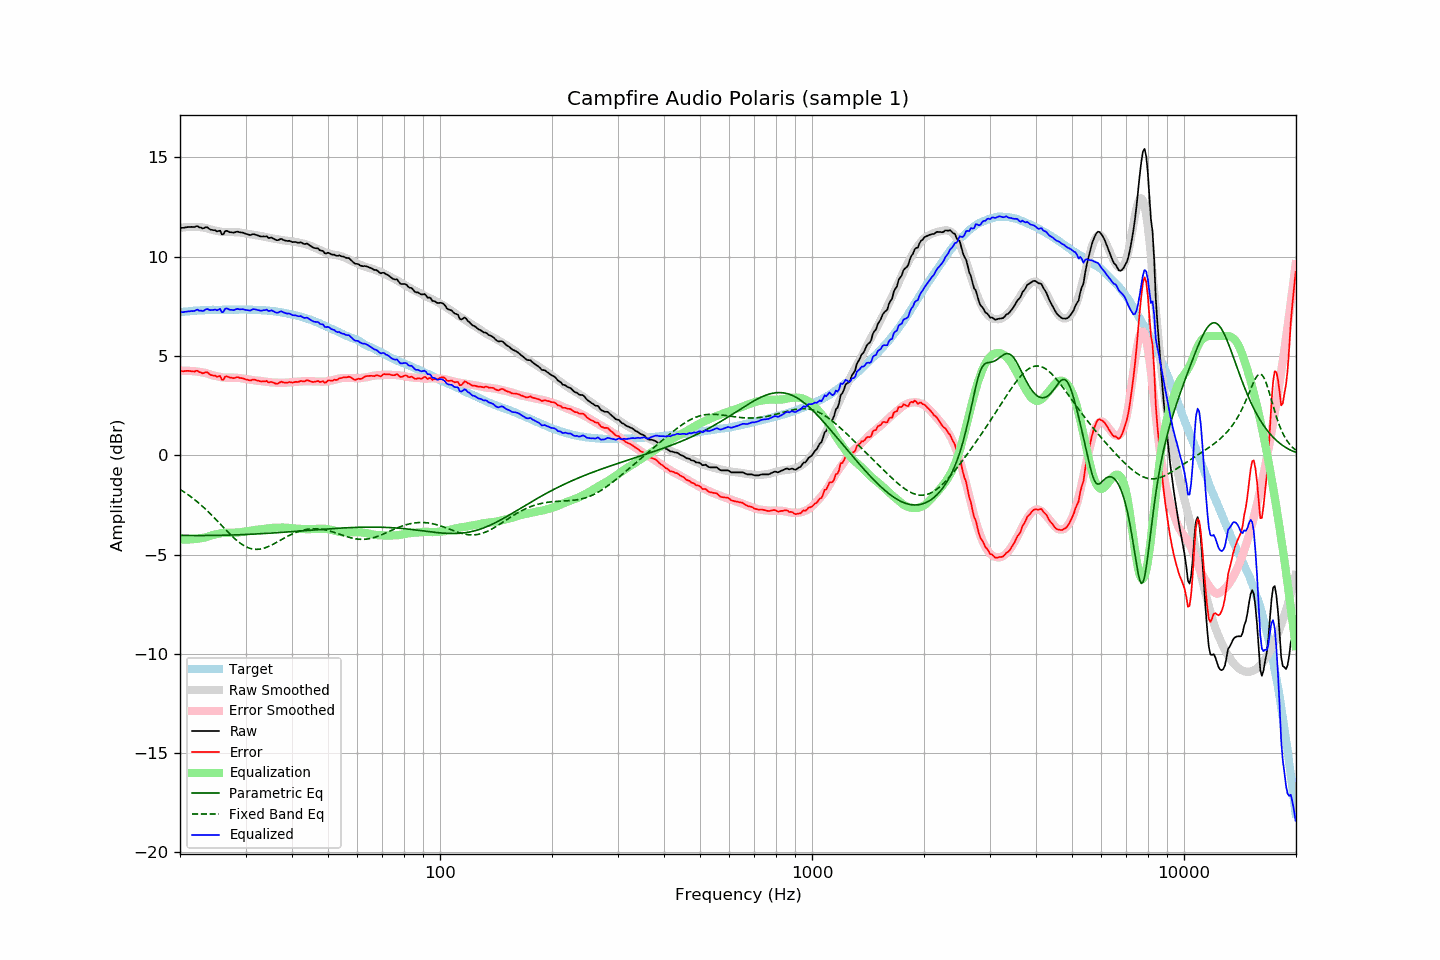 Campfire Audio Polaris (sample 1)
15
10
5
0
−5
−10
−15
−20
Amplitude (dBr)
Target
Raw Smoothed
Error Smoothed
Raw
Error
Equalization
Parametric Eq
Fixed Band Eq
Equalized
100 1000 10000
Frequency (Hz)